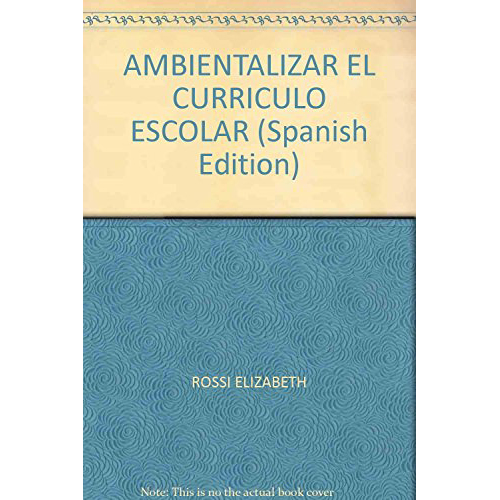 AMBIENTALIZAR EL
CURRICULO
ESCOLAR (Spanish
Edition)
ROSSI ELIZABETH
Note: This is no the actual book cover